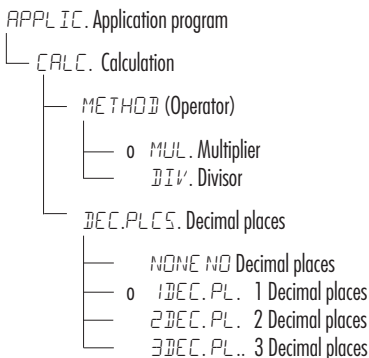 APPLIC. Application program
CALC. Calculation
METHOD (Operator)
o MUL. Multiplier
DIV. Divisor
DEC.PLCS. Decimal places
NONE NO Decimal places
o 1DEC.PL. 1 Decimal places
2DEC.PL. 2 Decimal places
3DEC.PL.. 3 Decimal places